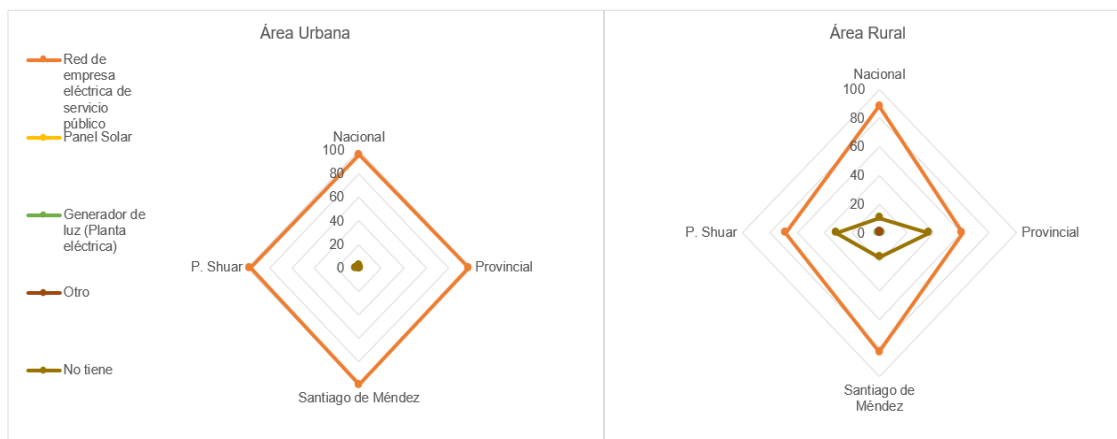 Área Urbana
Red de
empresa
eléctrica de
servicio
público
Panel Solar
Generador de
luz (Planta
eléctrica)
Otro
No tiene
Nacional
100
80
60
40
20
0
P. Shuar
Provincial
Santiago de Méndez
Área Rural
Nacional
100
80
60
40
20
0
P. Shuar
Provincial
Santiago de
Méndez